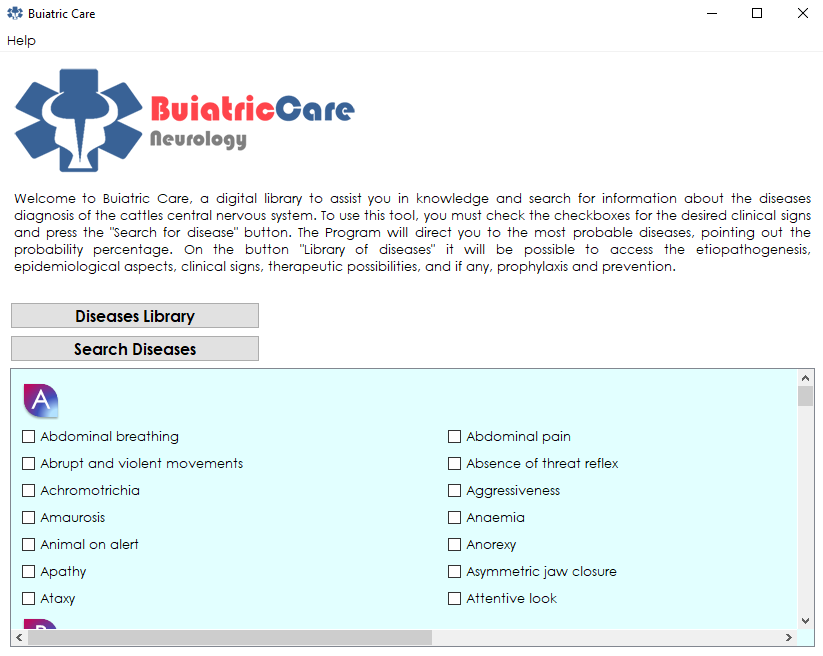 Buiatric Care
Help
BuiatricCare
Neurology
Welcome to Buiatric Care, a digital library to assist you in knowledge and search for information about the diseases
diagnosis of the cattles central nervous system. To use this tool, you must check the checkboxes for the desired clinical signs
and press the "Search for disease" button. The Program will direct you to the most probable diseases, pointing out the
probability percentage. On the button "Library of diseases" it will be possible to access the etiopathogenesis,
epidemiological aspects, clinical signs, therapeutic possibilities, and if any, prophylaxis and prevention.
Diseases Library
Search Diseases
A
Abdominal breathing
Abdominal pain
Abrupt and violent movements
Absence of threat reflex
Achromotrichia
Aggressiveness
Amaurosis
Anaemia
Animal on alert
Anorexy
Apathy
Asymmetric jaw closure
Ataxy
Attentive look